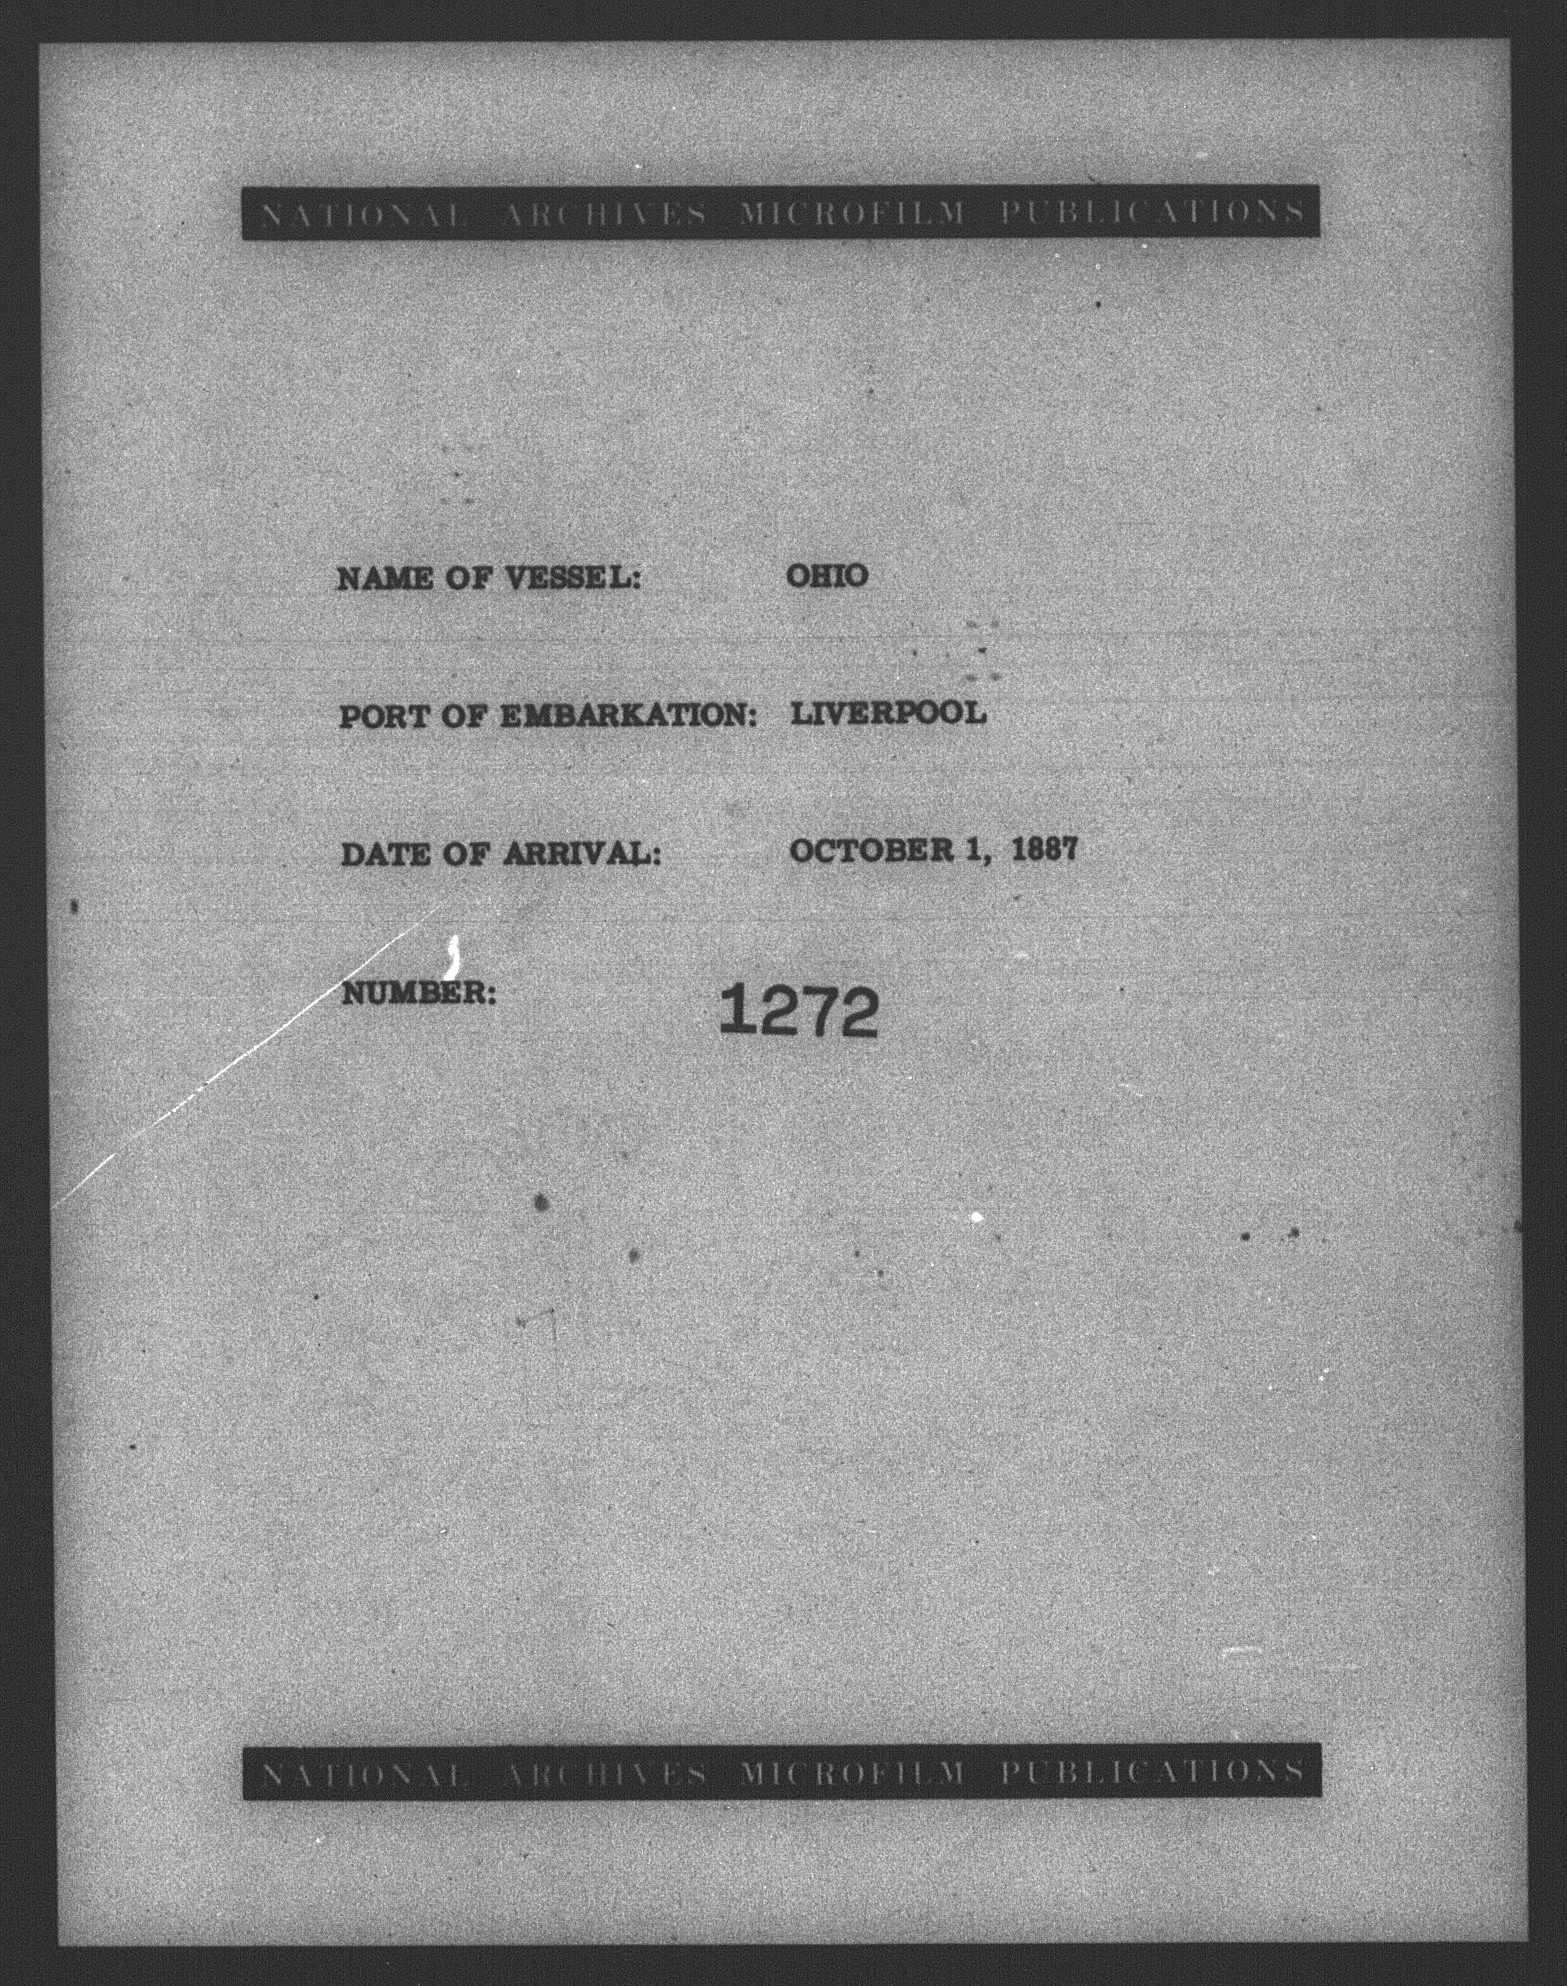 NATIONAL ARCHIVES MICROFILM PUBLICATIONS
NAME OF VESSEL: OHIO
PORT OF EMBARKATION: LIVERPOOL
DATE OF ARRIVAL: OCTOBER 1, 1887
NUMBER: 1272
NATIONAL ARCHIVES MICROFILM PUBLICATIONS